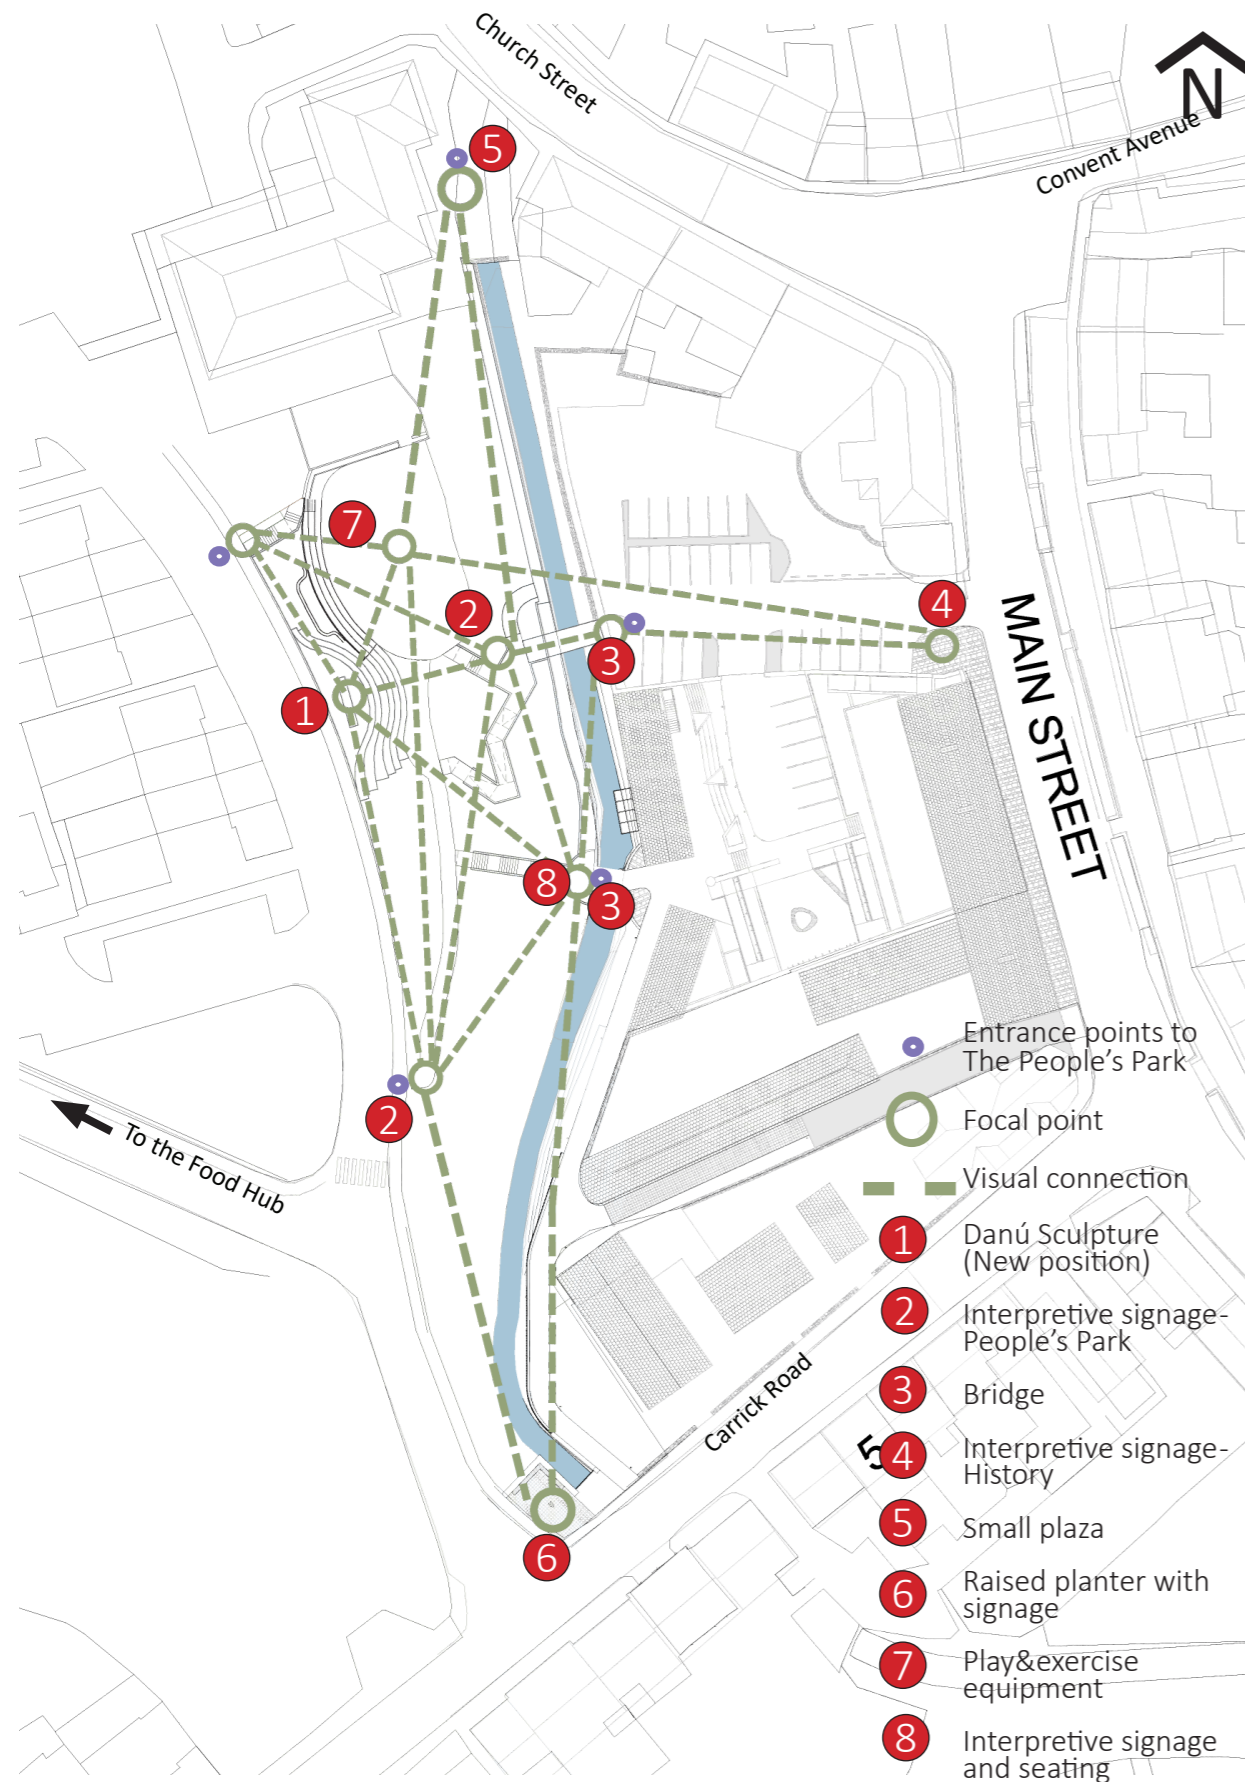 Church Street
N
Convent Avenue
5
7
2
4
3
1
MAIN STREET
8
3
2
To the Food Hub
Carrick Road
6
Entrance points to
The People's Park
Focal point
Visual connection
1 Danú Sculpture
(New position)
2 Interpretive signage-
People's Park
3 Bridge
5
4 Interpretive signage-
History
5 Small plaza
6 Raised planter with
signage
7 Play&exercise
equipment
8 Interpretive signage
and seating